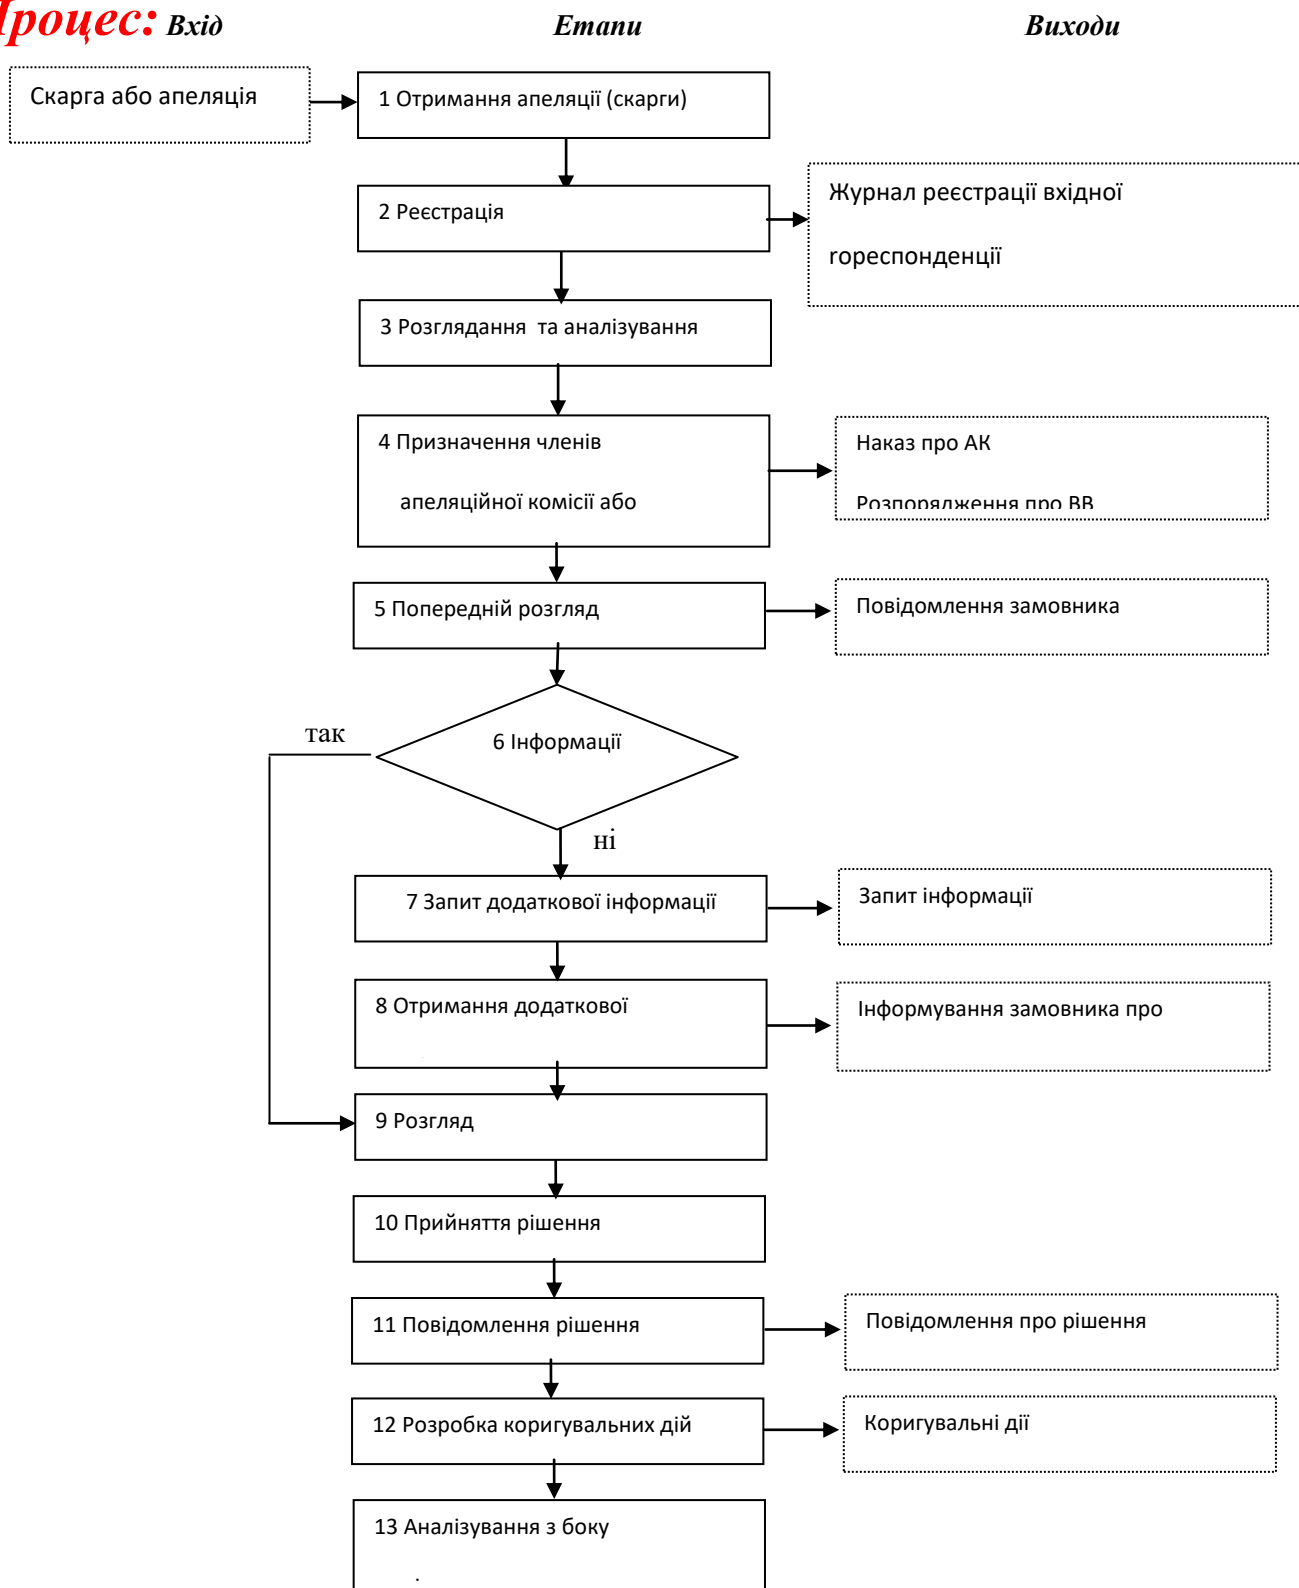 Процес: Вхід Етапи Виходи
Скарга або апеляція
1 Отримання апеляції (скарги)
2 Реєстрація
Журнал реєстрації вхідної
гореспонденції
3 Розглядання та аналізування
4 Призначення членів
апеляційної комісії або
Наказ про АК
Розпорядження про ВВ
5 Попередній розгляд
Повідомлення замовника
так
6 Інформації
ні
7 Запит додаткової інформації
Запит інформації
8 Отримання додаткової
Інформування замовника про
9 Розгляд
10 Прийняття рішення
11 Повідомлення рішення
Повідомлення про рішення
12 Розробка коригувальних дій
Коригувальні дії
13 Аналізування з боку